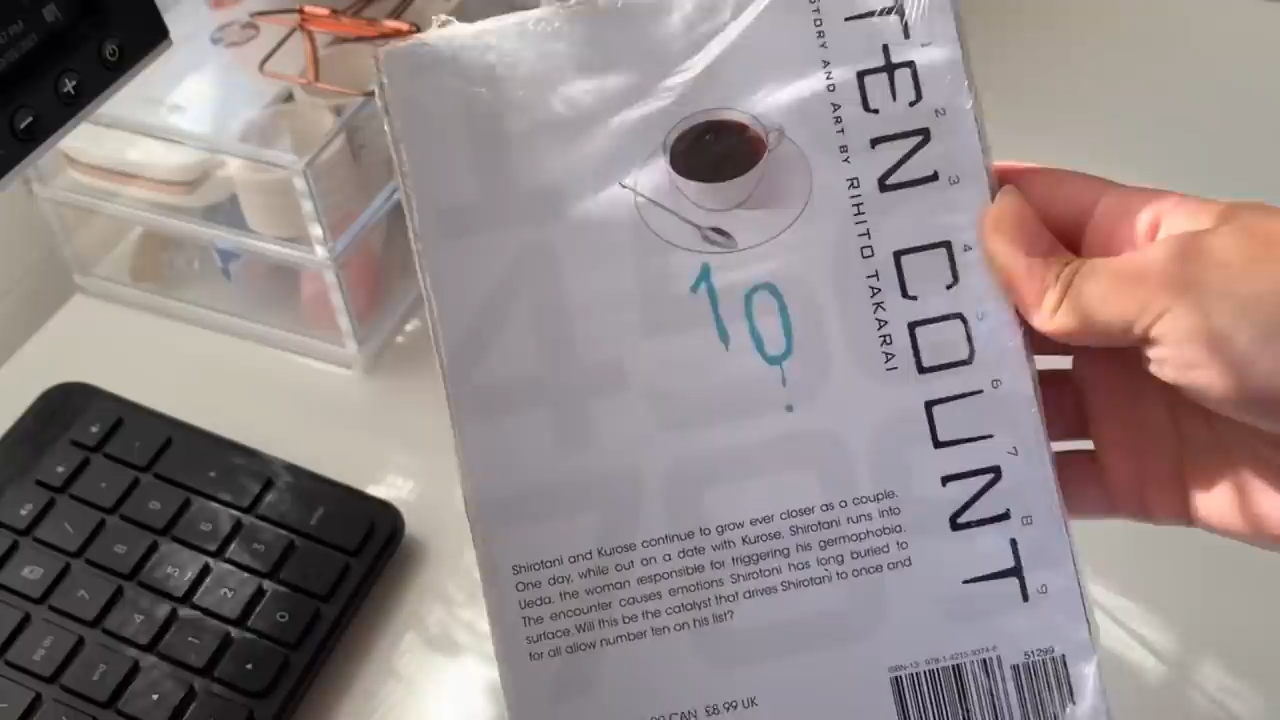 TEN COUNT
STORY AND ART BY RIHITO TAKARAI
2
3
4
5
6
7
8
9
10
Shirotani and Kurose continue to grow ever closer as a couple.
One day, while out on a date with Kurose, Shirotani runs into
Ueda, the woman responsible for triggering his germophobia.
The encounter causes emotions Shirotani has long buried to
surface. Will this be the catalyst that drives Shirotani to once and
for all allow number ten on his list?
CAN £8.99 UK
51299